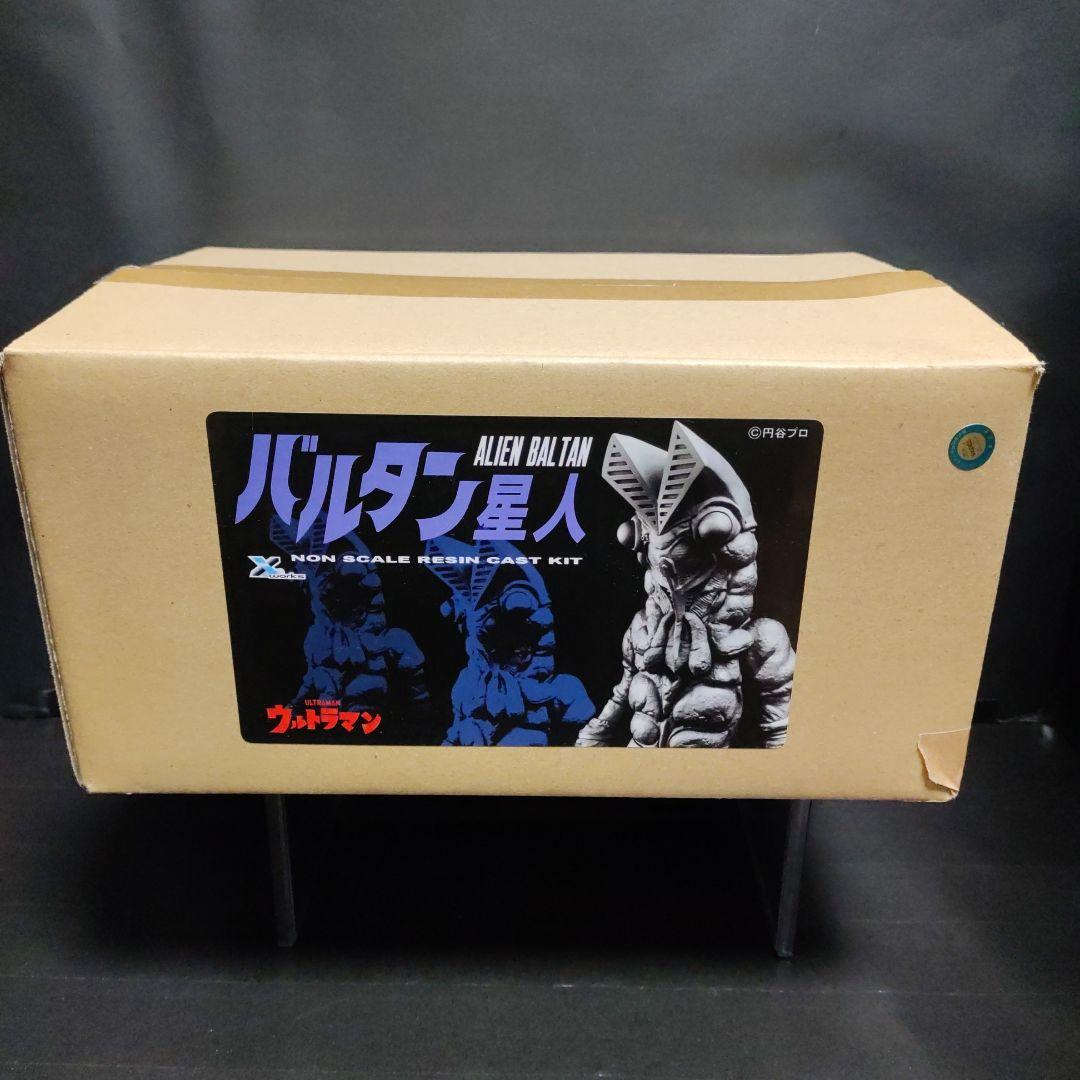 バルタン星人
ALIEN BALTAN
©円谷プロ
X works
NON SCALE RESIN CAST KIT
ULTRAMAN
ウルトラマン